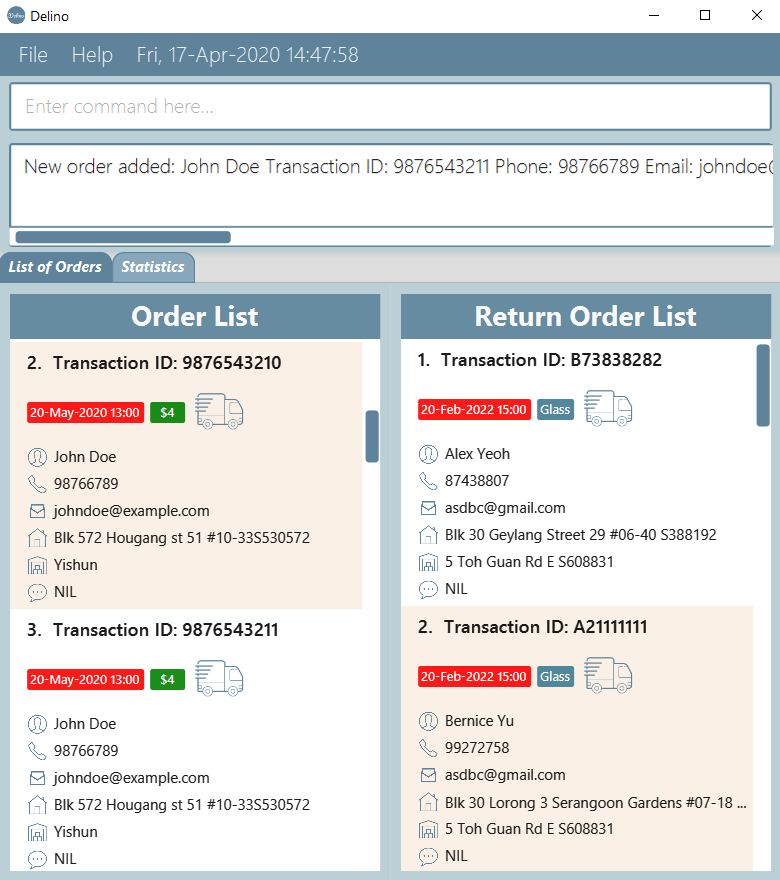 Delino
File Help Fri, 17-Apr-2020 14:47:58
Enter command here...
New order added: John Doe Transaction ID: 9876543211 Phone: 98766789 Email: johndoe@
List of Orders Statistics
Order List
2. Transaction ID: 9876543210
20-May-2020 13:00 $4
John Doe
98766789
johndoe@example.com
Blk 572 Hougang st 51 #10-33S530572
Yishun
NIL
3. Transaction ID: 9876543211
20-May-2020 13:00 $4
John Doe
98766789
johndoe@example.com
Blk 572 Hougang st 51 #10-33S530572
Yishun
NIL
Return Order List
1. Transaction ID: B73838282
20-Feb-2022 15:00 Glass
Alex Yeoh
87438807
asdbc@gmail.com
Blk 30 Geylang Street 29 #06-40 S388192
5 Toh Guan Rd E S608831
NIL
2. Transaction ID: A21111111
20-Feb-2022 15:00 Glass
Bernice Yu
99272758
asdbc@gmail.com
Blk 30 Lorong 3 Serangoon Gardens #07-18 ...
5 Toh Guan Rd E S608831
NIL